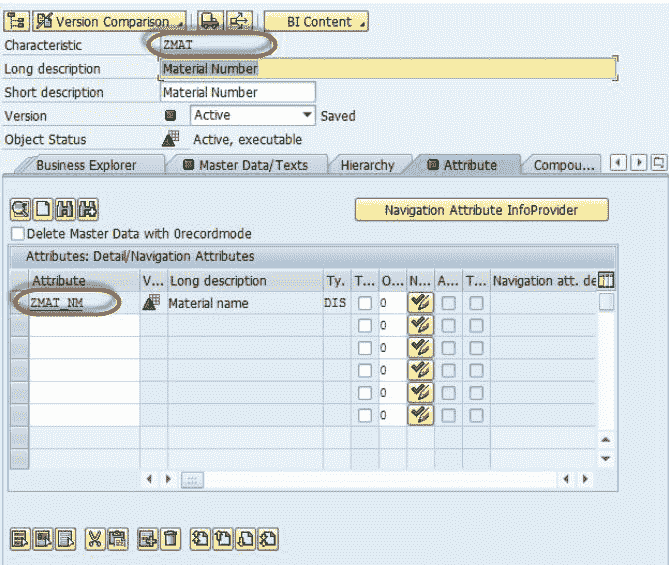 Version Comparison BI Content
Characteristic ZMAT
Long description Material Number
Short description Material Number
Version Active Saved
Object Status Active, executable
Business Explorer Master Data/Texts Hierarchy Attribute Compou...
Navigation Attribute InfoProvider
Delete Master Data with 0recordmode
Attributes: Detail/Navigation Attributes
Attribute V... Long description Ty. T... O... N... A... T... Navigation att. de
ZMAT_NM Material name DIS 0
0
0
0
0
0